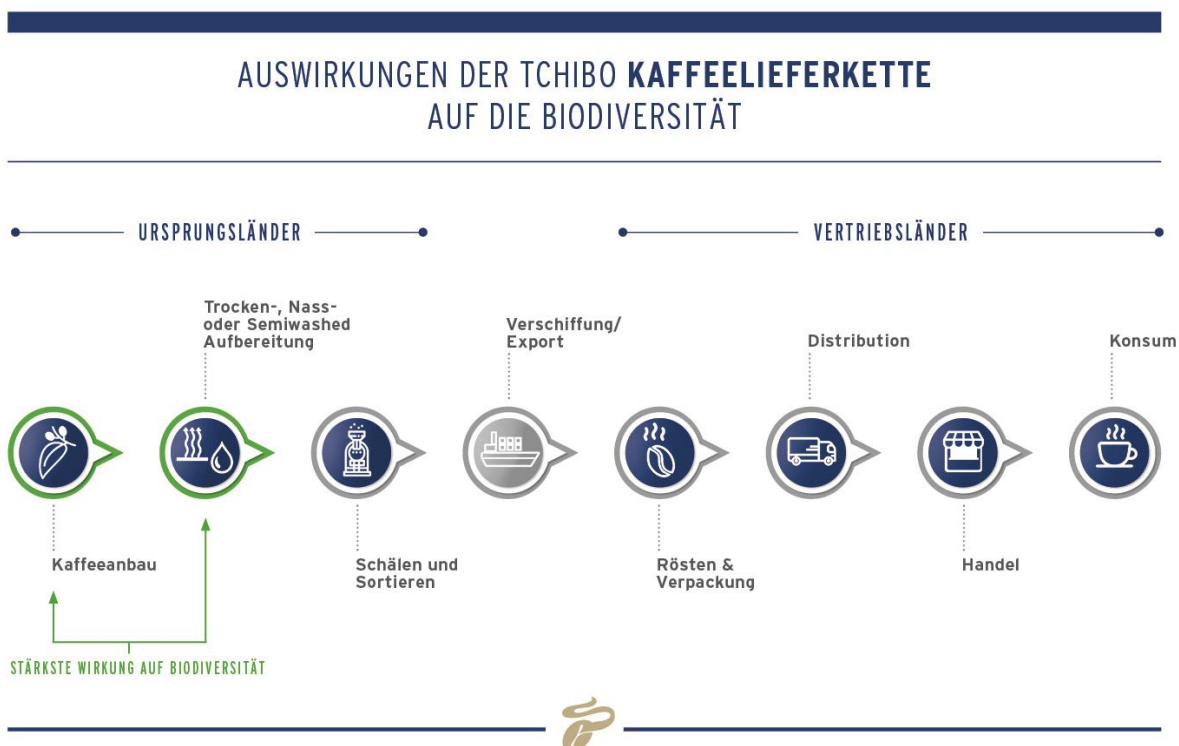 AUSWIRKUNGEN DER TCHIBO KAFFEELIEFERKETTE
AUF DIE BIODIVERSITÄT
URSPRUNGSLÄNDER
VERTRIEBSLÄNDER
Trocken-, Nass-
oder Semiwashed
Aufbereitung
Verschiffung/
Export
Distribution
Konsum
Kaffeeanbau
Schälen und
Sortieren
Rösten &
Verpackung
Handel
STÄRKSTE WIRKUNG AUF BIODIVERSITÄT